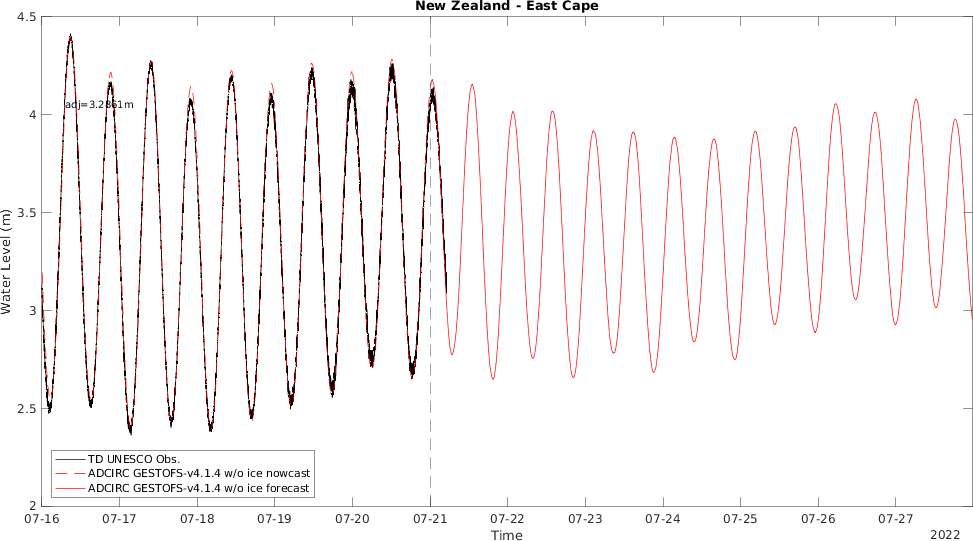 New Zealand - East Cape
4.5
4
3.5
3
2.5
2
Water Level (m)
adj=3.2861m
TD UNESCO Obs.
ADCIRC GESTOFS-v4.1.4 w/o ice nowcast
ADCIRC GESTOFS-v4.1.4 w/o ice forecast
07-16 07-17 07-18 07-19 07-20 07-21 07-22 07-23 07-24 07-25 07-26 07-27
Time
2022